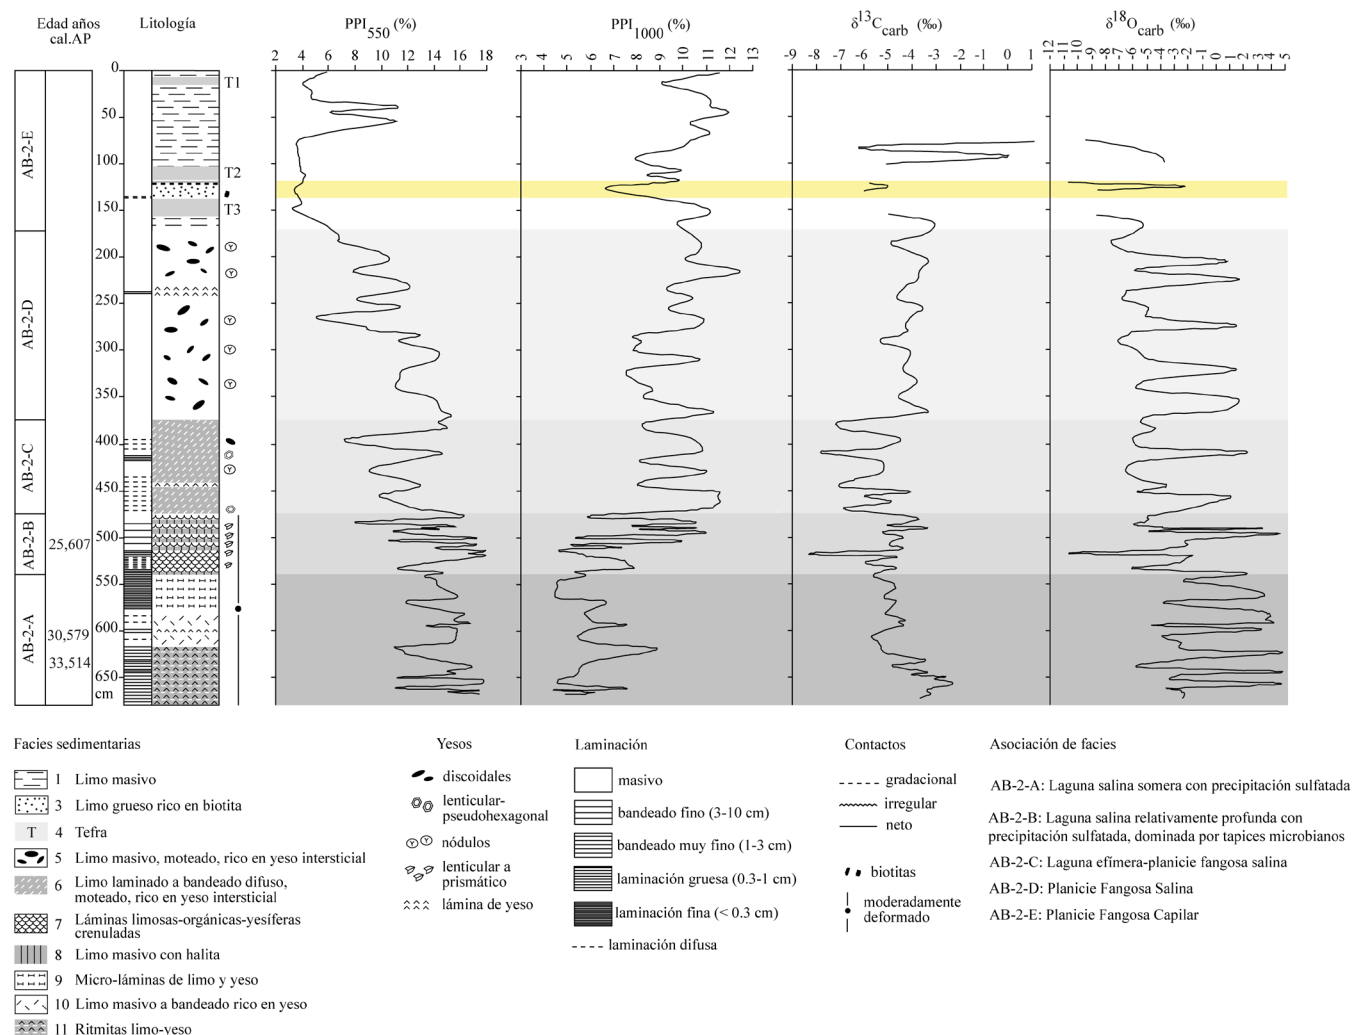 Edad años
cal.AP
Litología
PPI550 (%)
PPI1000 (%)
δ13Ccarb (‰)
δ18Ocarb (‰)
2 4 6 8 10 12 14 16 18
3 4 5 6 7 8 9 10 11 12 13
-9 -7 -6 -5 -4 -3 -2 -1 0 1
12 11 -10 -9 -8 -7 -6 -5 -4 -3 -2 -1 0 1 2 3 4 5
0
50
100
150
200
250
300
350
400
450
500
550
600
650
cm
AB-2-E
AB-2-D
AB-2-C
AB-2-B
AB-2-A
25,607
30,579
33,514
T1
T2
T3
Facies sedimentarias
1 Limo masivo
3 Limo grueso rico en biotita
T 4 Tefra
5 Limo masivo, moteado, rico en yeso intersticial
6 Limo laminado a bandeado difuso,
moteado, rico en yeso intersticial
7 Láminas limosas-orgánicas-yesíferas
crenuladas
8 Limo masivo con halita
9 Micro-láminas de limo y yeso
10 Limo masivo a bandeado rico en yeso
11 Ritmitas limo-yeso
Yesos
discoidales
lenticular-
pseudohexagonal
nódulos
lenticular a
prismático
lámina de yeso
Laminación
masivo
bandeado fino (3-10 cm)
bandeado muy fino (1-3 cm)
laminación gruesa (0.3-1 cm)
laminación fina (< 0.3 cm)
laminación difusa
Contactos
gradacional
irregular
neto
biotitas
moderadamente
deformado
Asociación de facies
AB-2-A: Laguna salina somera con precipitación sulfatada
AB-2-B: Laguna salina relativamente profunda con
precipitación sulfatada, dominada por tapices microbianos
AB-2-C: Laguna efímera-planicie fangosa salina
AB-2-D: Planicie Fangosa Salina
AB-2-E: Planicie Fangosa Capilar